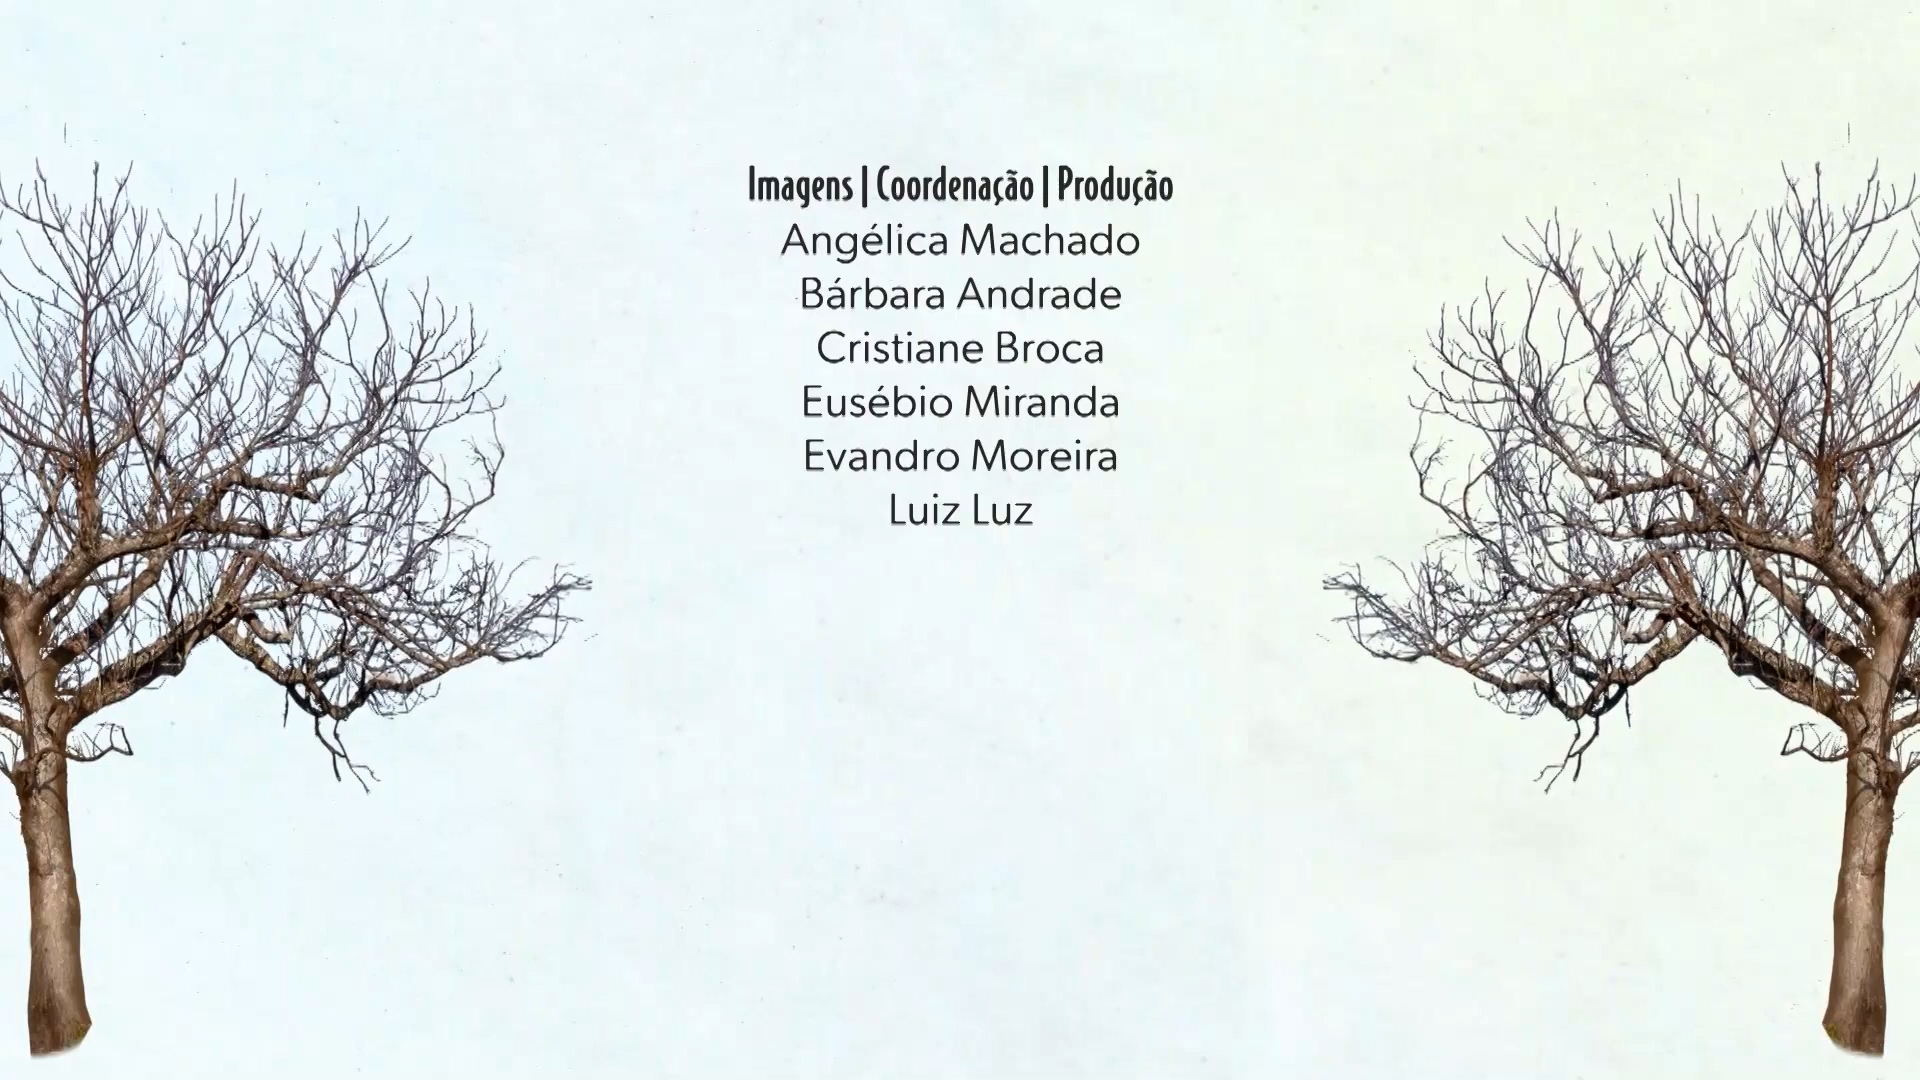 Imagens | Coordenação | Produção
Angélica Machado
Bárbara Andrade
Cristiane Broca
Eusébio Miranda
Evandro Moreira
Luiz Luz